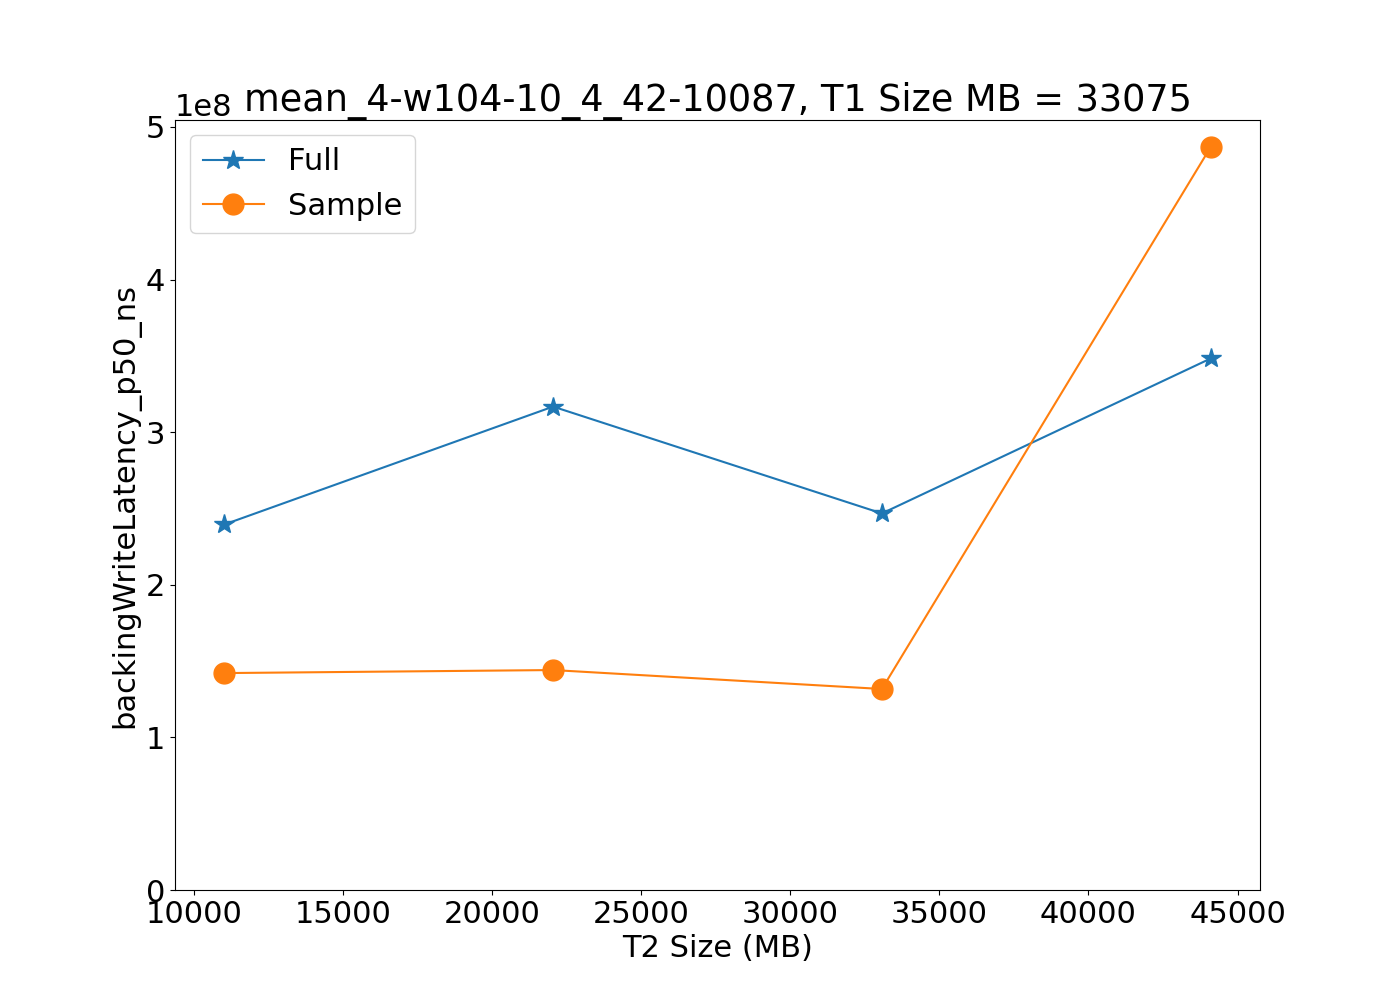 1e8
mean_4-w104-10_4_42-10087, T1 Size MB = 33075
Full
Sample
5
4
3
2
1
0
backingWriteLatency_p50_ns
10000 15000 20000 25000 30000 35000 40000 45000
T2 Size (MB)